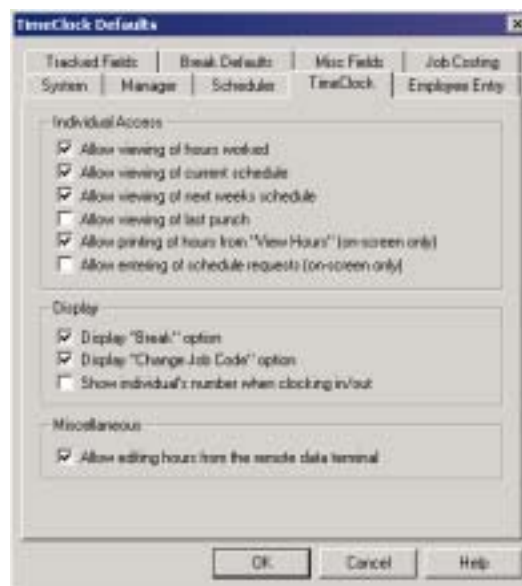 TimeClock Defaults
Tracked Fields Break Defaults Misc Fields Job Costing
System Manager Scheduler TimeClock Employee Entry
Individual Access
Allow viewing of hours worked
Allow viewing of current schedule
Allow viewing of next weeks schedule
Allow viewing of last punch
Allow printing of hours from "View Hours" (on-screen only)
Allow entering of schedule requests (on-screen only)
Display
Display "Break" option
Display "Change Job Code" option
Show individual's number when clocking in/out
Miscellaneous
Allow editing hours from the remote data terminal
OK Cancel Help